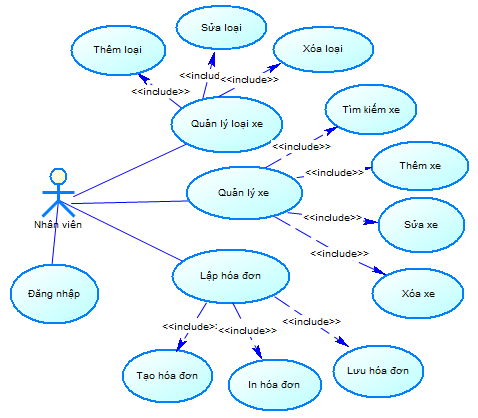 Sửa loại
Thêm loại
Xóa loại
<<includ
<<include>>
<<include>>
Tìm kiếm xe
Quản lý loại xe
<<include>>
Thêm xe
<<include>>
Quản lý xe
Nhân viên
<<include>>
Sửa xe
<<include>>
Lập hóa đơn
Đăng nhập
Xóa xe
<<include>
<<include>>
<<include>>
Tạo hóa đơn
In hóa đơn
Lưu hóa đơn